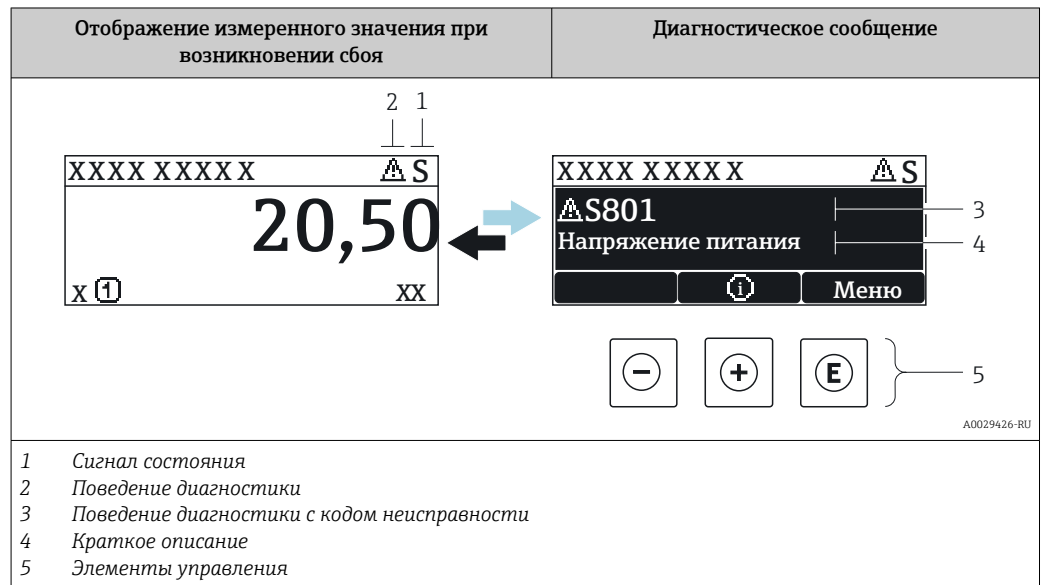 Отображение измеренного значения при
возникновении сбоя
Диагностическое сообщение
2 1
XXXX XXXXX S
20,50
X 1 XX
XXXX XXXXX S
S801 3
Напряжение питания 4
i Меню
− + E 5
A0029426-RU
1 Сигнал состояния
2 Поведение диагностики
3 Поведение диагностики с кодом неисправности
4 Краткое описание
5 Элементы управления